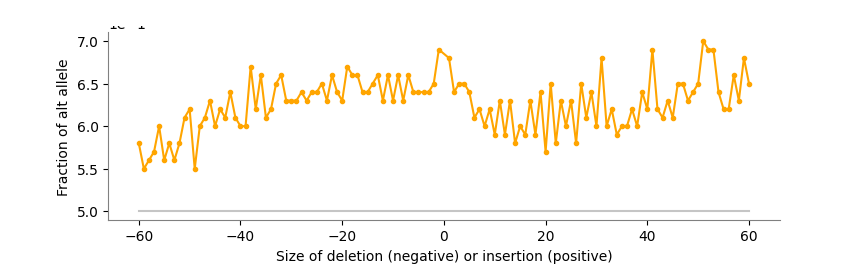 7.0
6.5
6.0
5.5
5.0
Fraction of alt allele
−60 −40 −20 0 20 40 60
Size of deletion (negative) or insertion (positive)